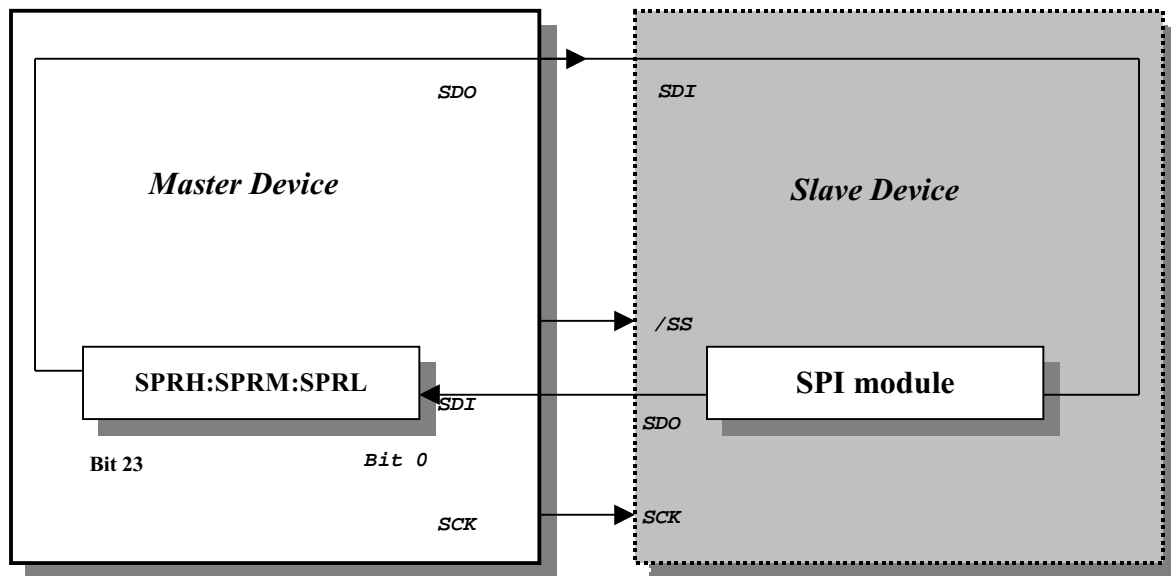 SDO
SDI
Master Device
Slave Device
/SS
SPRH:SPRM:SPRL
SPI module
SDI
SDO
Bit 23
Bit 0
SCK
SCK